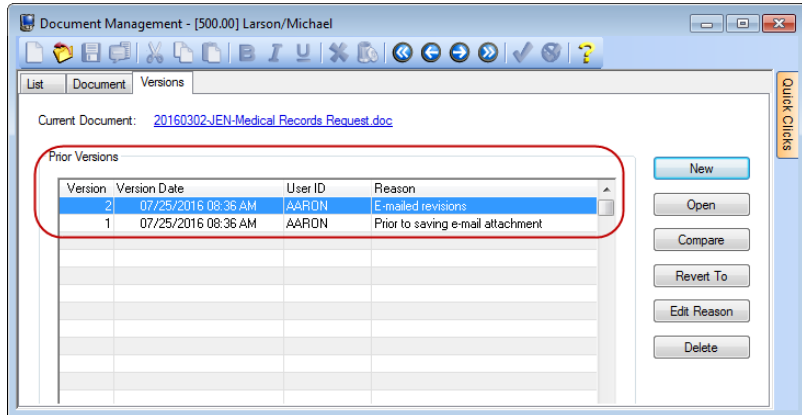 Document Management - [500.00] Larson/Michael
B I U ?
List Document Versions
Current Document: 20160302-JEN-Medical Records Request.doc
Prior Versions
Version Version Date User ID Reason
2 07/25/2016 08:36 AM AARON E-mailed revisions
1 07/25/2016 08:36 AM AARON Prior to saving e-mail attachment
New
Open
Compare
Revert To
Edit Reason
Delete
Quick Clicks